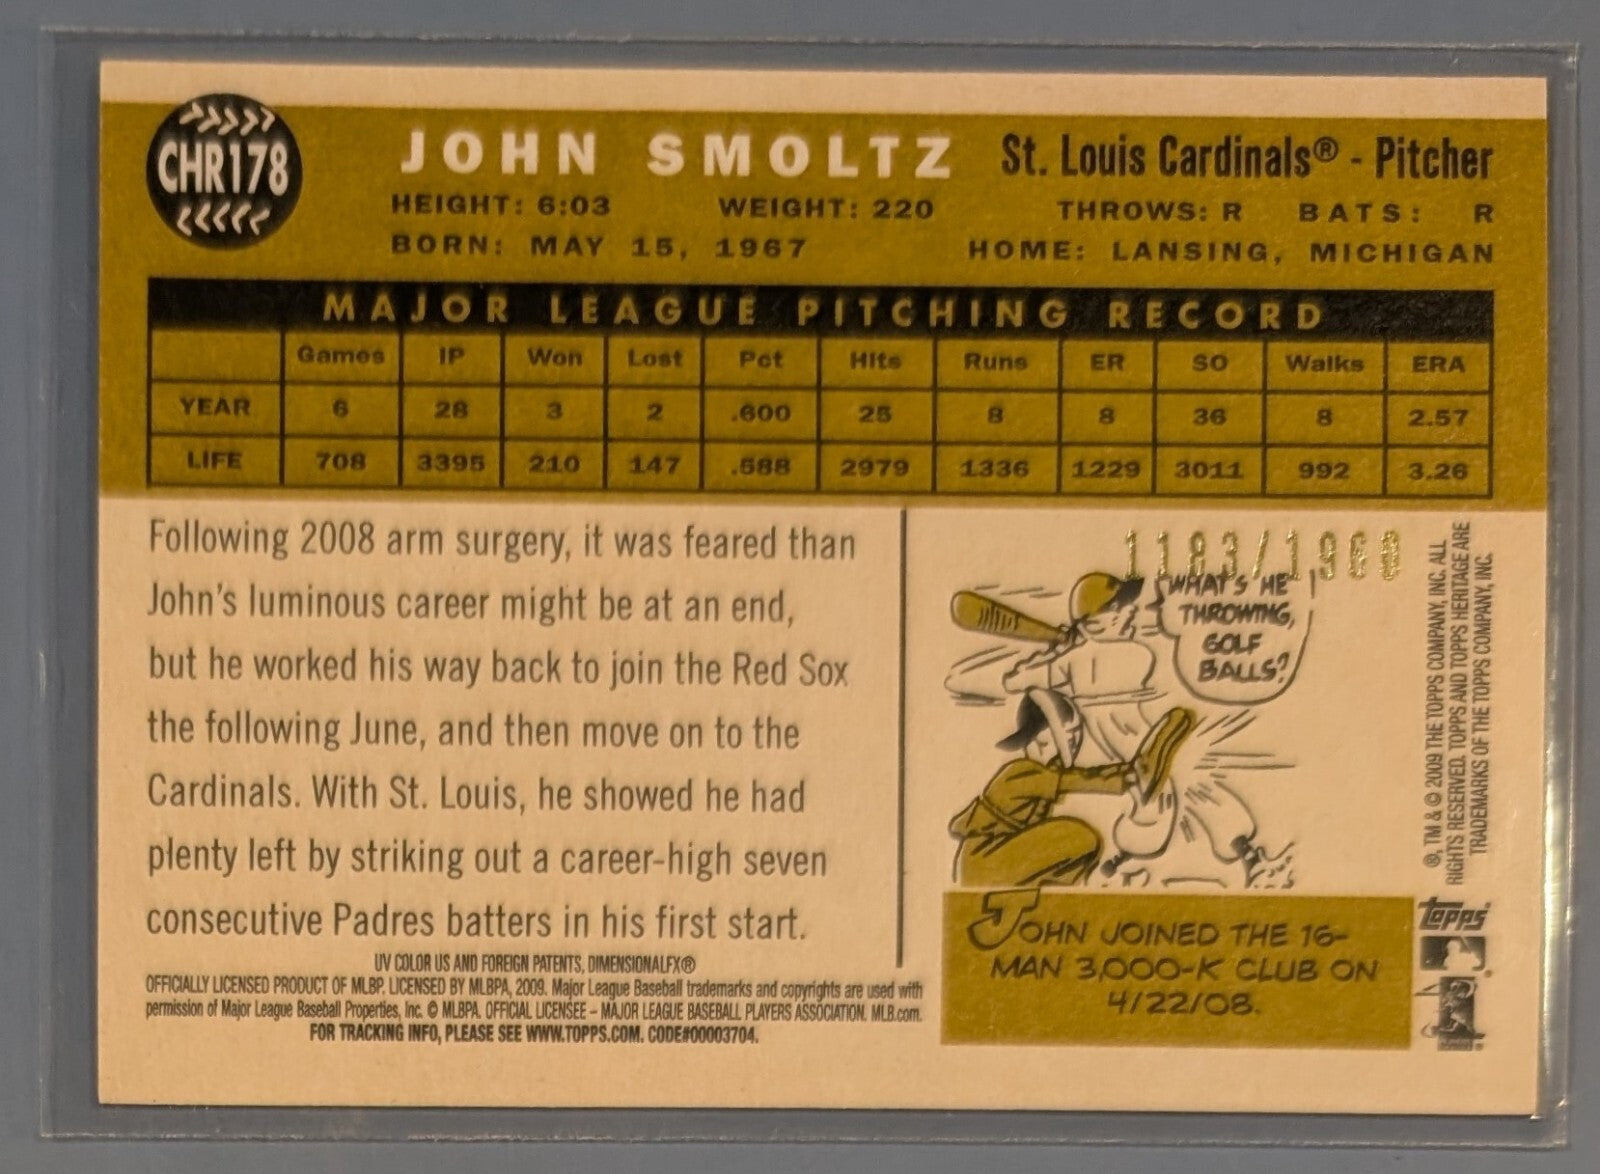 CHR178
JOHN SMOLTZ St. Louis Cardinals® - Pitcher
HEIGHT: 6:03 WEIGHT: 220 THROWS: R BATS: R
BORN: MAY 15, 1967 HOME: LANSING, MICHIGAN
MAJOR LEAGUE PITCHING RECORD
Games IP Won Lost Pct Hits Runs ER SO Walks ERA
YEAR 6 28 3 2 .600 25 8 8 36 8 2.57
LIFE 708 3395 210 147 .588 2979 1336 1229 3011 992 3.26
Following 2008 arm surgery, it was feared than
John's luminous career might be at an end,
but he worked his way back to join the Red Sox
the following June, and then move on to the
Cardinals. With St. Louis, he showed he had
plenty left by striking out a career-high seven
consecutive Padres batters in his first start.
UV COLOR US AND FOREIGN PATENTS, DIMENSIONALFX®
OFFICIALLY LICENSED PRODUCT OF MLBP. LICENSED BY MLBPA, 2009. Major League Baseball trademarks and copyrights are used with
permission of Major League Baseball Properties, Inc. © MLBPA. OFFICIAL LICENSEE – MAJOR LEAGUE BASEBALL PLAYERS ASSOCIATION. MLB.com.
FOR TRACKING INFO, PLEASE SEE WWW.TOPPS.COM. CODE#00003704.
1183/1960
"WHAT'S HE
THROWING,
GOLF
BALLS?
JOHN JOINED THE 16-
MAN 3,000-K CLUB ON
4/22/08.
®, TM & © 2009 THE TOPPS COMPANY, INC. ALL
RIGHTS RESERVED. TOPPS AND TOPPS HERITAGE ARE
TRADEMARKS OF THE TOPPS COMPANY, INC.
Topps®